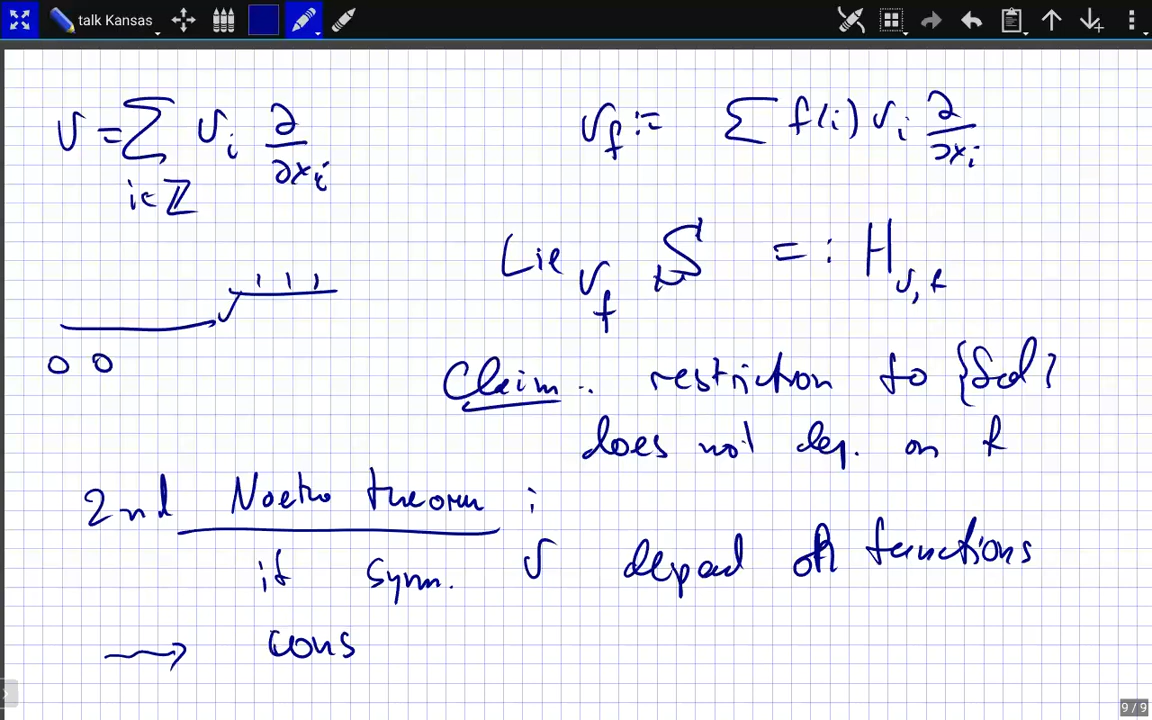 talk Kansas
v = ∑_{i∈ℤ} v_i ∂/∂x_i
v_f := ∑ f(i) v_i ∂/∂x_i
Lie_{v_f} S =: H_{v,f}
0 0
Claim: restriction to {Sol}
does not dep. on f
2nd Noether theorem :
if symm. v depend on functions
⇝ cons
9 / 9